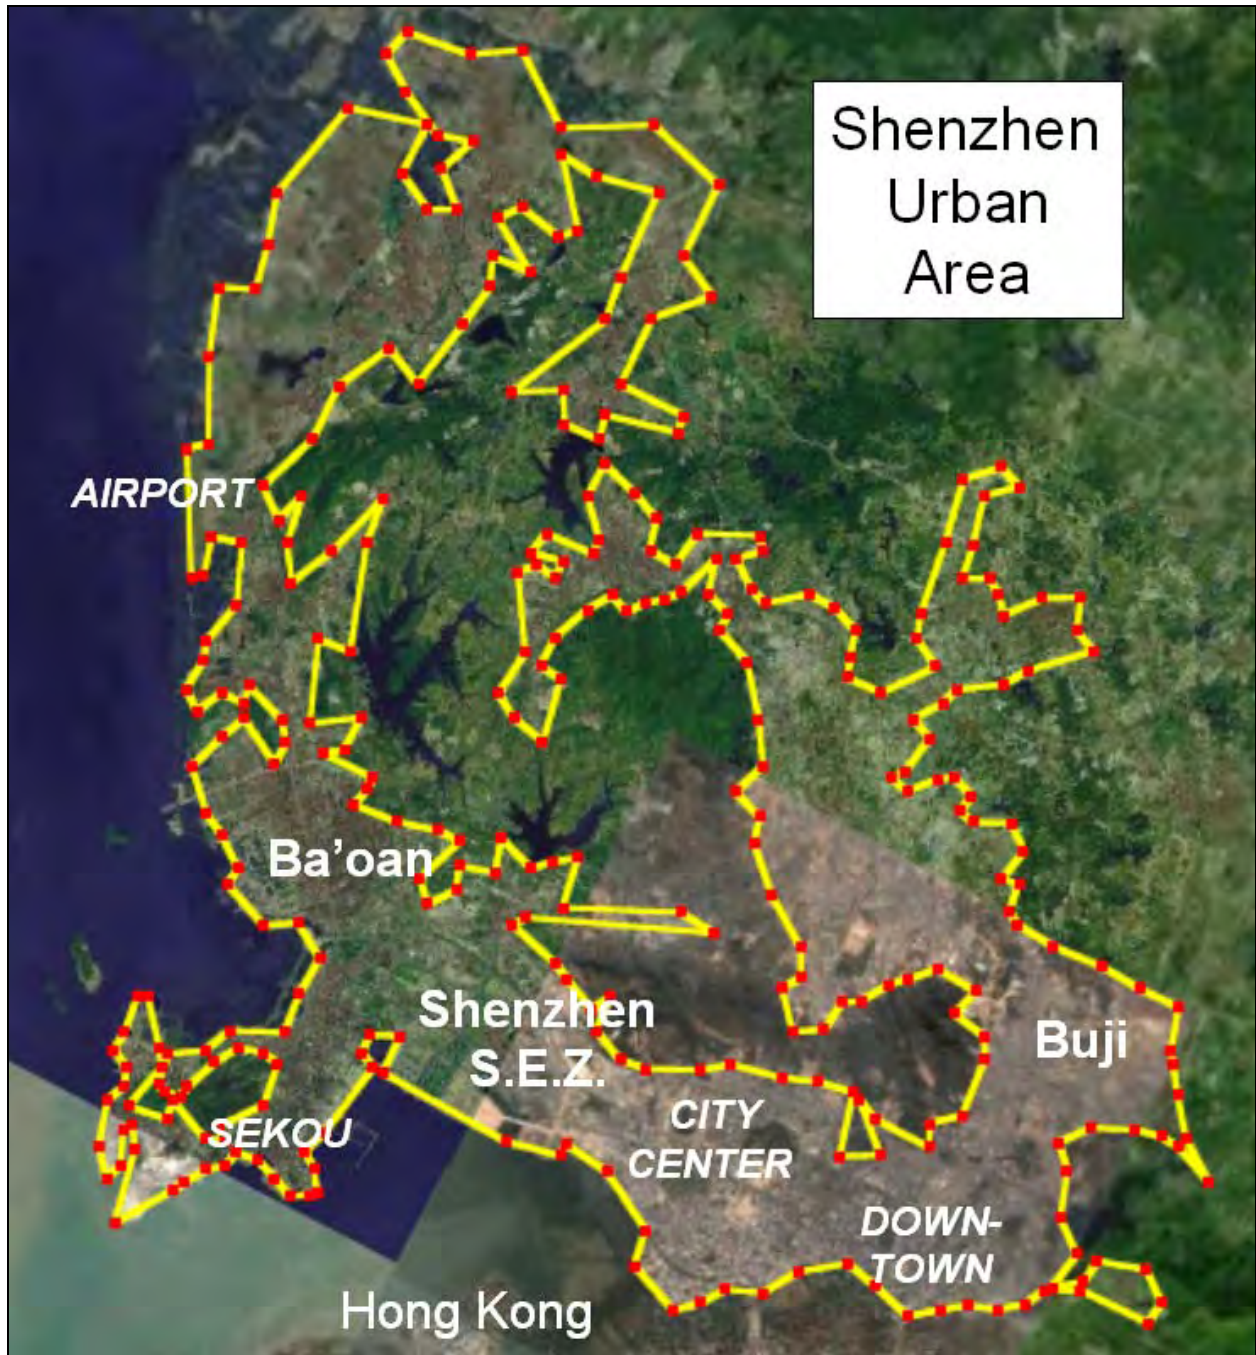 Shenzhen
Urban
Area
AIRPORT
Ba'oan
Shenzhen
S.E.Z.
Buji
CITY
CENTER
SEKOU
DOWN-
TOWN
Hong Kong